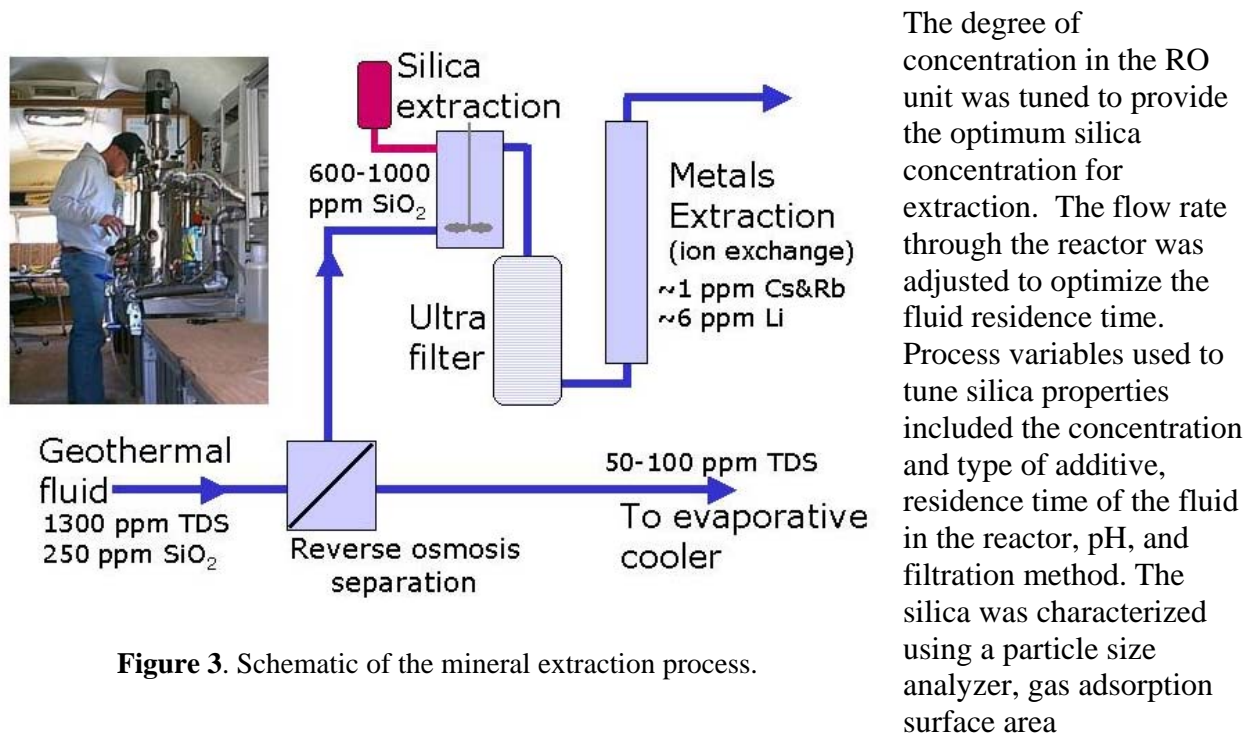 Silica
extraction
600-1000
ppm SiO₂
Ultra
filter
Metals
Extraction
(ion exchange)
~1 ppm Cs&Rb
~6 ppm Li
Geothermal
fluid
1300 ppm TDS
250 ppm SiO₂
Reverse osmosis
separation
50-100 ppm TDS
To evaporative
cooler
Figure 3. Schematic of the mineral extraction process.
The degree of
concentration in the RO
unit was tuned to provide
the optimum silica
concentration for
extraction.  The flow rate
through the reactor was
adjusted to optimize the
fluid residence time.
Process variables used to
tune silica properties
included the concentration
and type of additive,
residence time of the fluid
in the reactor, pH, and
filtration method. The
silica was characterized
using a particle size
analyzer, gas adsorption
surface area